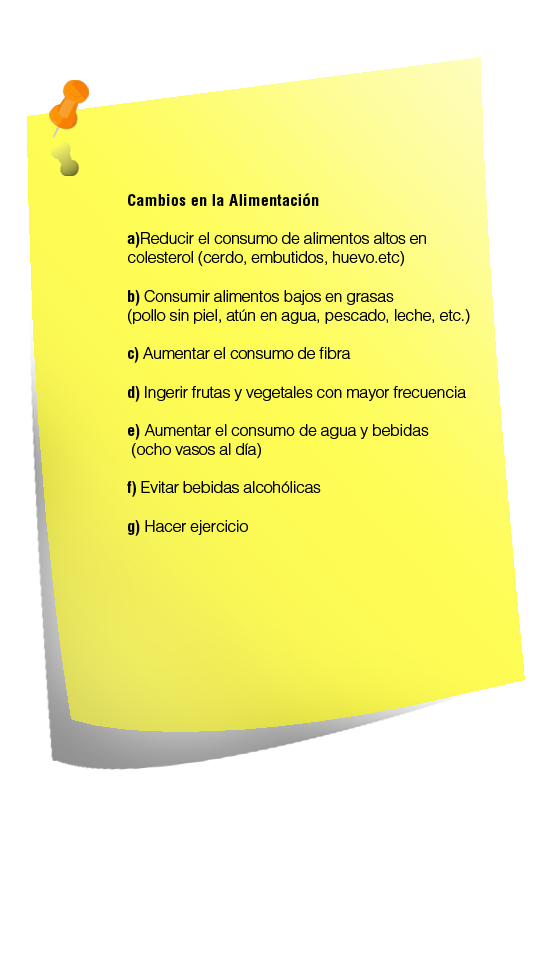 Cambios en la Alimentación
a)Reducir el consumo de alimentos altos en
colesterol (cerdo, embutidos, huevo.etc)
b) Consumir alimentos bajos en grasas
(pollo sin piel, atún en agua, pescado, leche, etc.)
c) Aumentar el consumo de fibra
d) Ingerir frutas y vegetales con mayor frecuencia
e) Aumentar el consumo de agua y bebidas
(ocho vasos al día)
f) Evitar bebidas alcohólicas
g) Hacer ejercicio